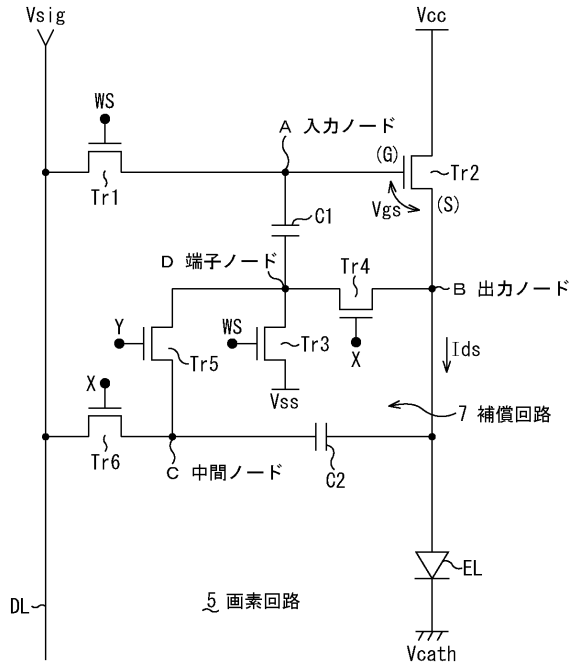 Vsig
Vcc
WS
A 入力ノード
(G)
Tr1
Tr2
Vgs
(S)
C1
D 端子ノード
Tr4
B 出力ノード
Y
WS
Tr3
X
Ids
Tr5
X
Vss
7 補償回路
Tr6
C 中間ノード
C2
EL
DL
5 画素回路
Vcath